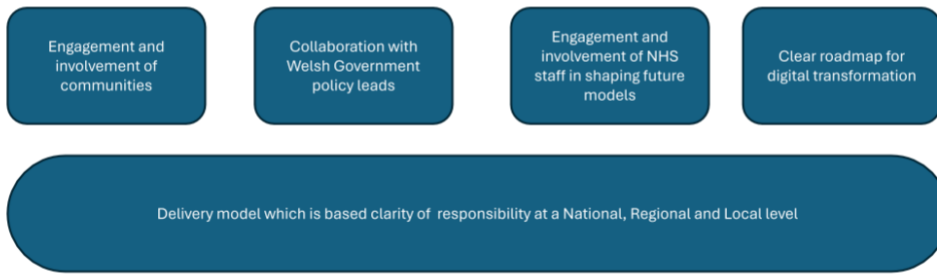 Engagement and
involvement of
communities
Collaboration with
Welsh Government
policy leads
Engagement and
involvement of NHS
staff in shaping future
models
Clear roadmap for
digital transformation
Delivery model which is based clarity of  responsibility at a National, Regional and Local level